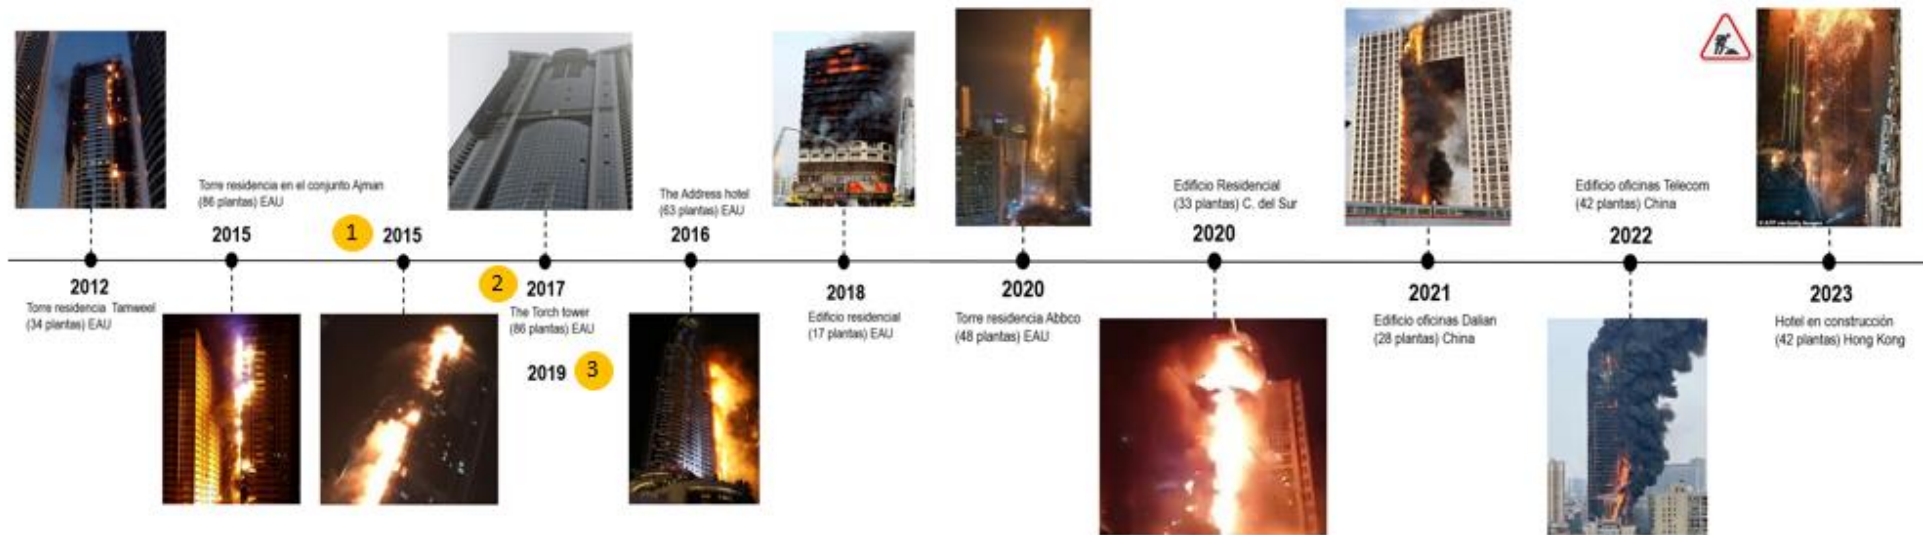 2012
Torre residencia Tamweel
(34 plantas) EAU
Torre residencia en el conjunto Ajman
(86 plantas) EAU
2015
1
2015
2
2017
The Torch tower
(86 plantas) EAU
2019
3
The Address hotel
(63 plantas) EAU
2016
2018
Edificio residencial
(17 plantas) EAU
2020
Torre residencia Abbco
(48 plantas) EAU
Edificio Residencial
(33 plantas) C. del Sur
2020
2021
Edificio oficinas Dalian
(28 plantas) China
Edificio oficinas Telecom
(42 plantas) China
2022
© AFP via Getty Images
2023
Hotel en construcción
(42 plantas) Hong Kong